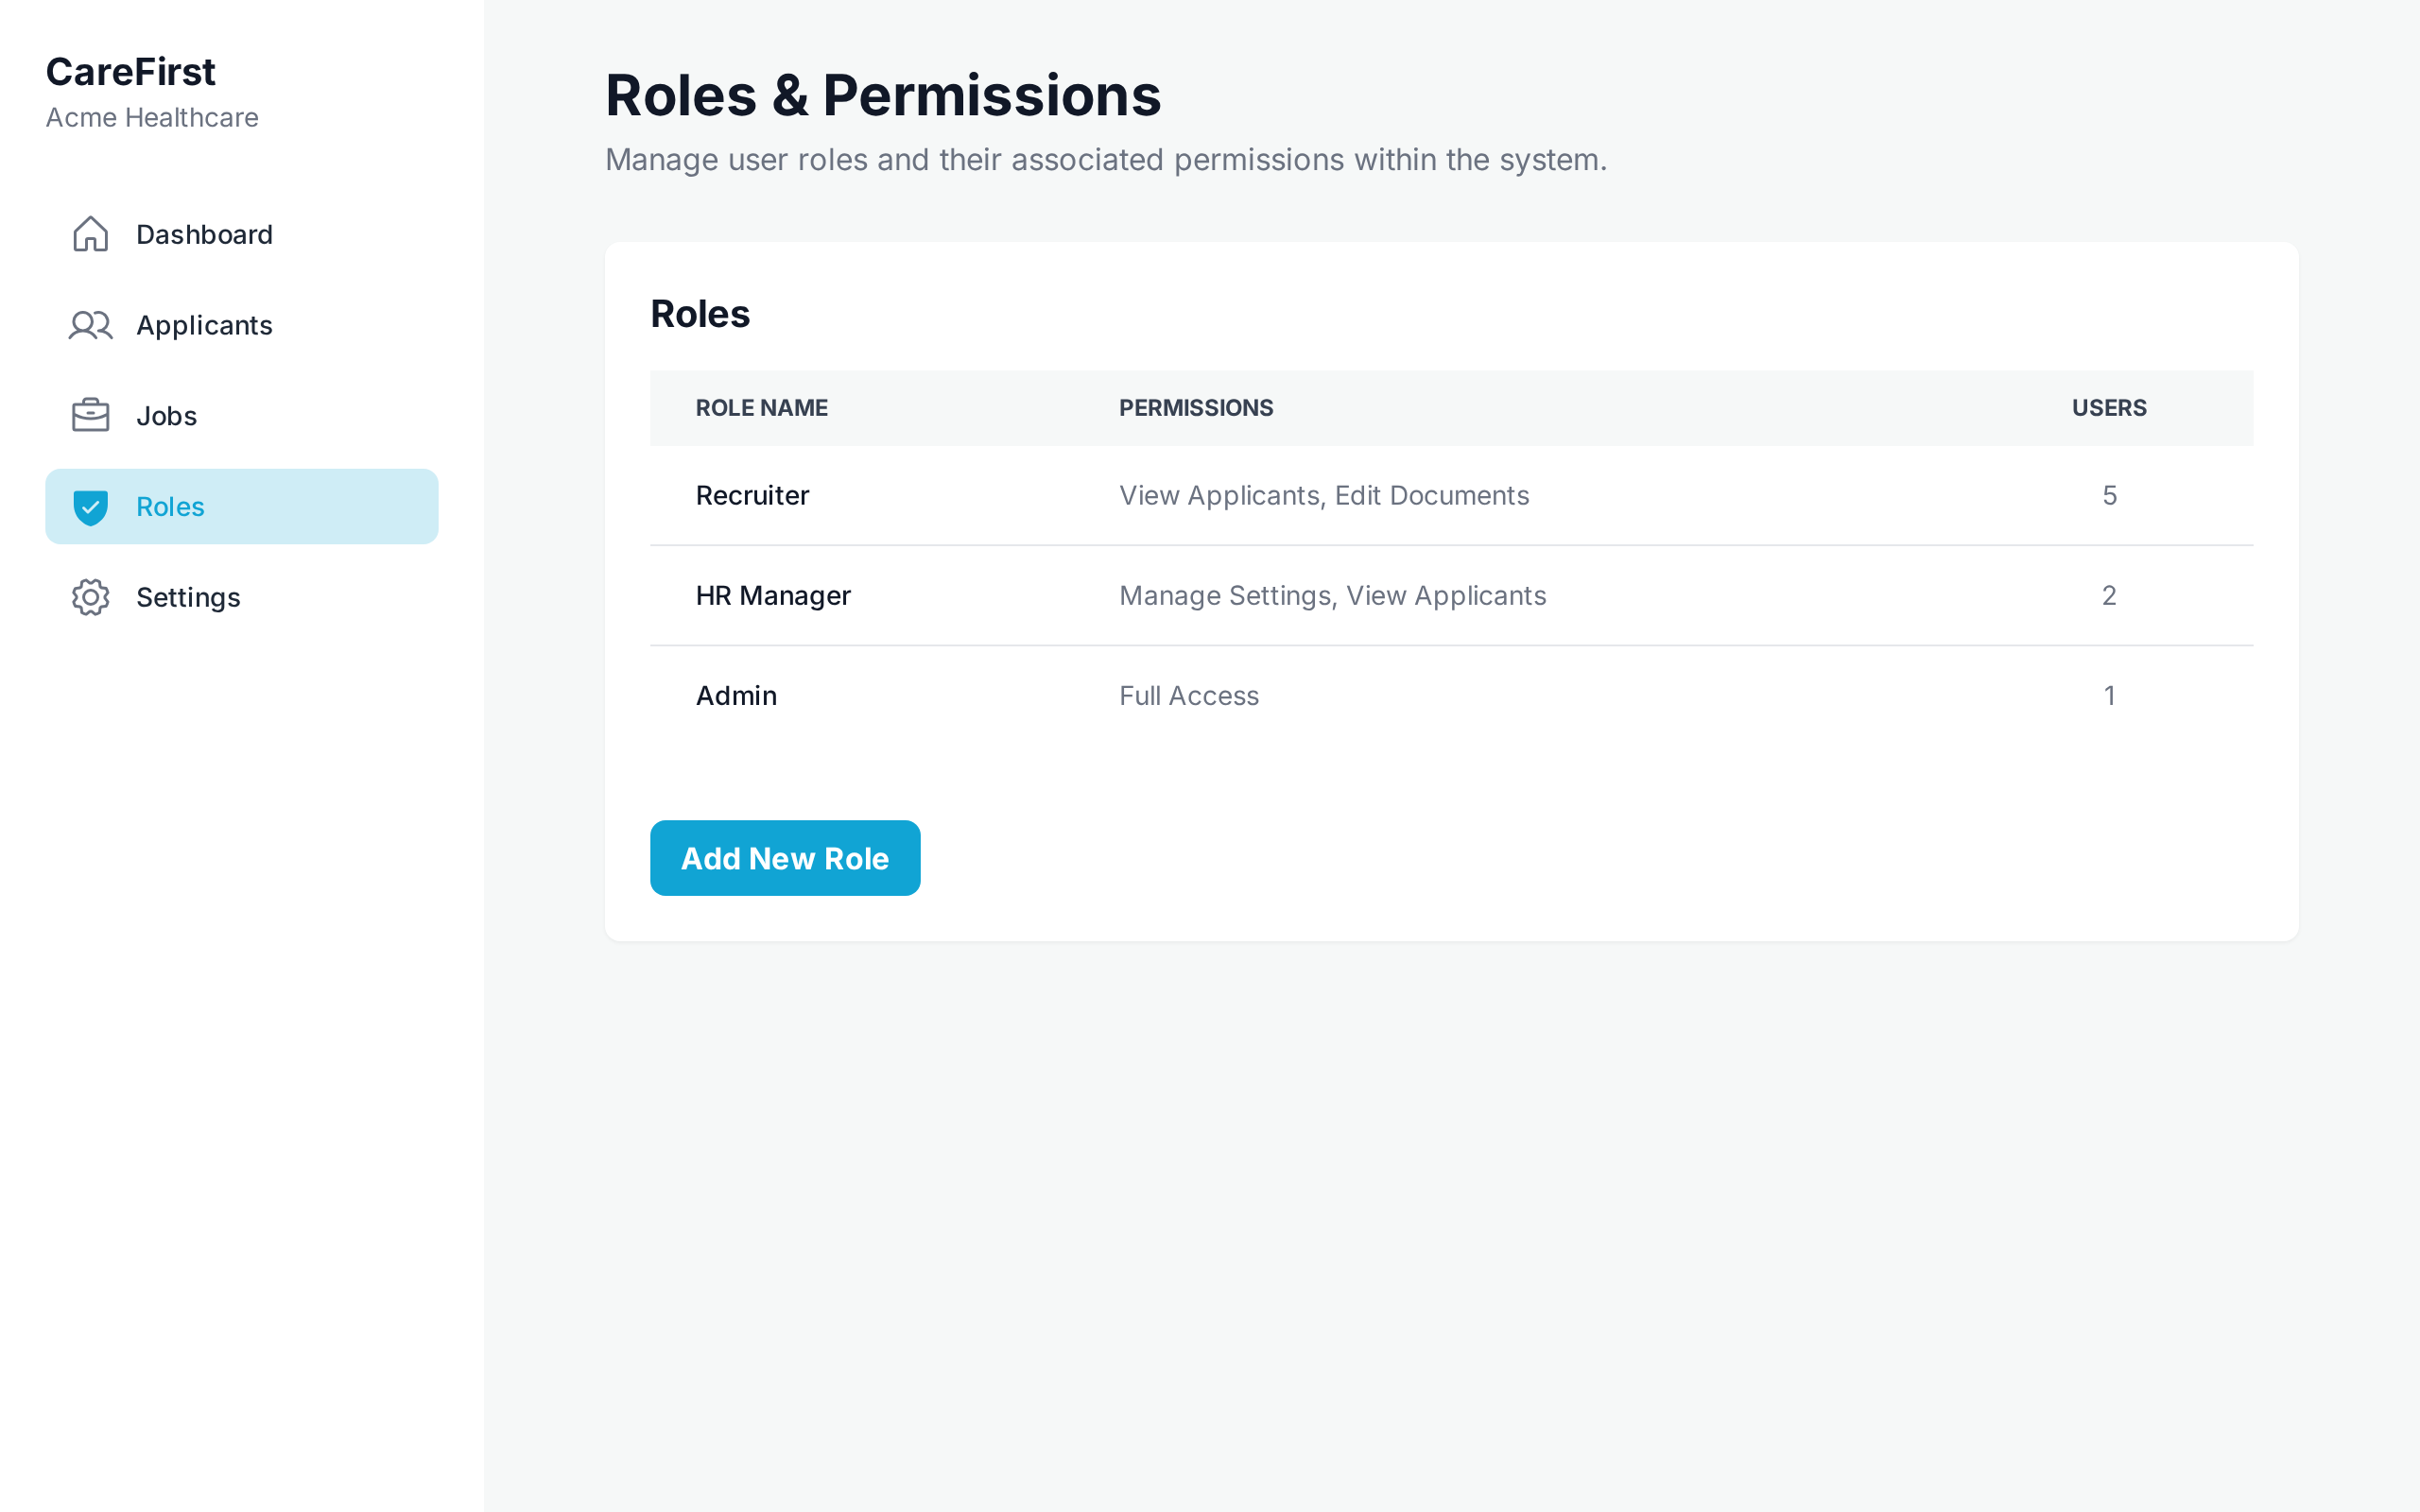 CareFirst
Acme Healthcare
Dashboard
Applicants
Jobs
Roles
Settings
Roles & Permissions
Manage user roles and their associated permissions within the system.
Roles
ROLE NAME PERMISSIONS USERS
Recruiter View Applicants, Edit Documents 5
HR Manager Manage Settings, View Applicants 2
Admin Full Access 1
Add New Role